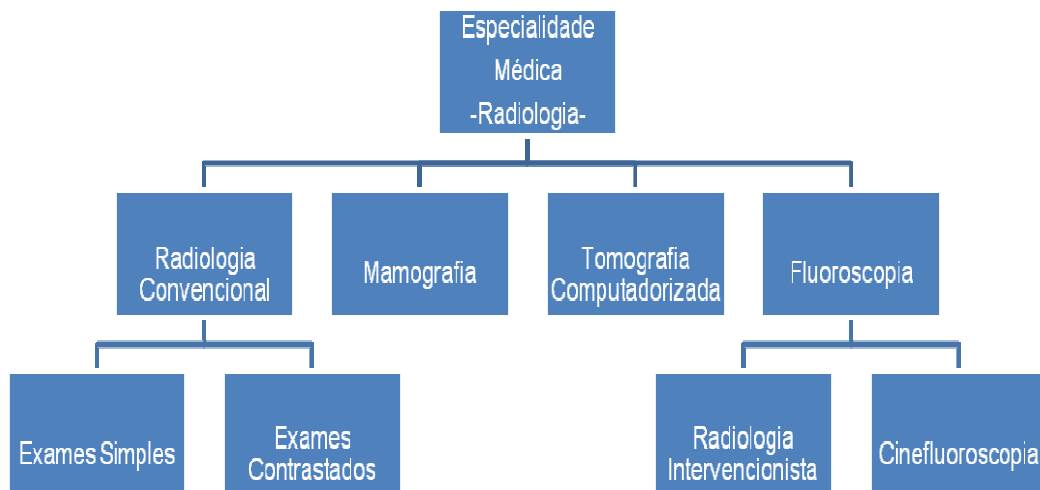 Especialidade
Médica
-Radiologia-
Radiologia
Convencional
Mamografia
Tomografia
Computadorizada
Fluoroscopia
Exames Simples
Exames
Contrastados
Radiologia
Intervencionista
Cinefluoroscopia